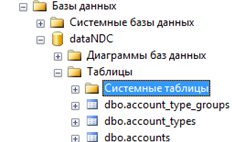 Базы данных
Системные базы данных
dataNDC
Диаграммы баз данных
Таблицы
Системные таблицы
dbo.account_type_groups
dbo.account_types
dbo.accounts